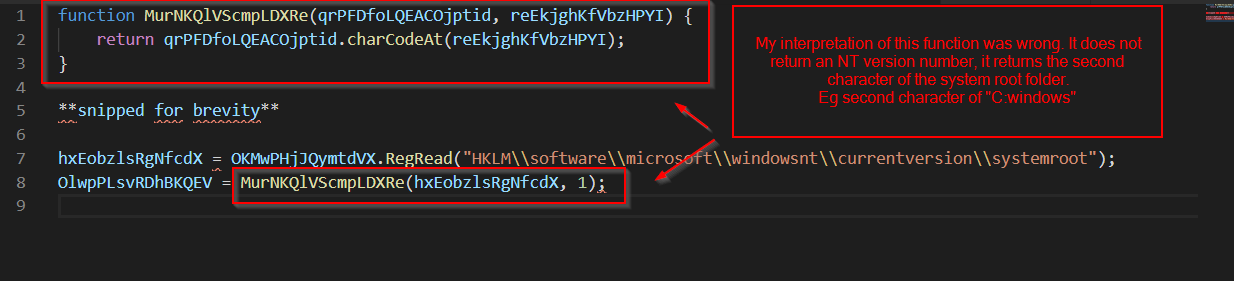 1 function MurNKQlVScmpLDXRe(qrPFDfoLQEACOjptid, reEkjghKfVbzHPYI) {
2 return qrPFDfoLQEACOjptid.charCodeAt(reEkjghKfVbzHPYI);
3 }
4
5 **snipped for brevity**
6
7 hxEobzlsRgNfcdX = OKMwPHjJQymtdVX.RegRead("HKLM\\software\\microsoft\\windowsnt\\currentversion\\systemroot");
8 OlwpPLsvRDhBKQEV = MurNKQlVScmpLDXRe(hxEobzlsRgNfcdX, 1);
9
My interpretation of this function was wrong. It does not
return an NT version number, it returns the second
character of the system root folder.
Eg second character of "C:windows"